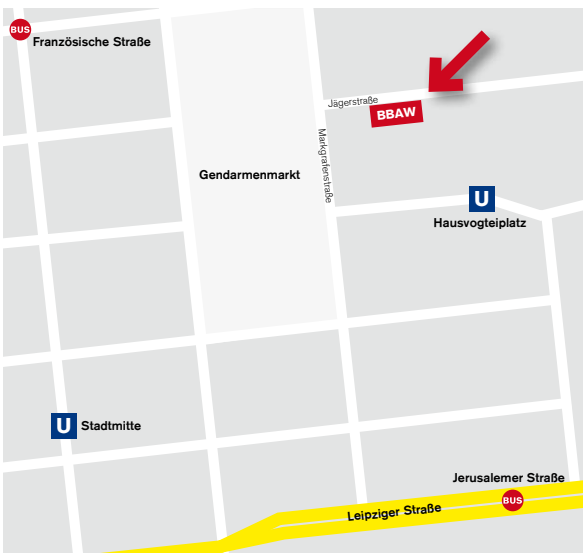 BUS
Französische Straße
Jägerstraße
BBAW
Markgrafenstraße
Gendarmenmarkt
U
Hausvogteiplatz
U Stadtmitte
Jerusalemer Straße
BUS
Leipziger Straße